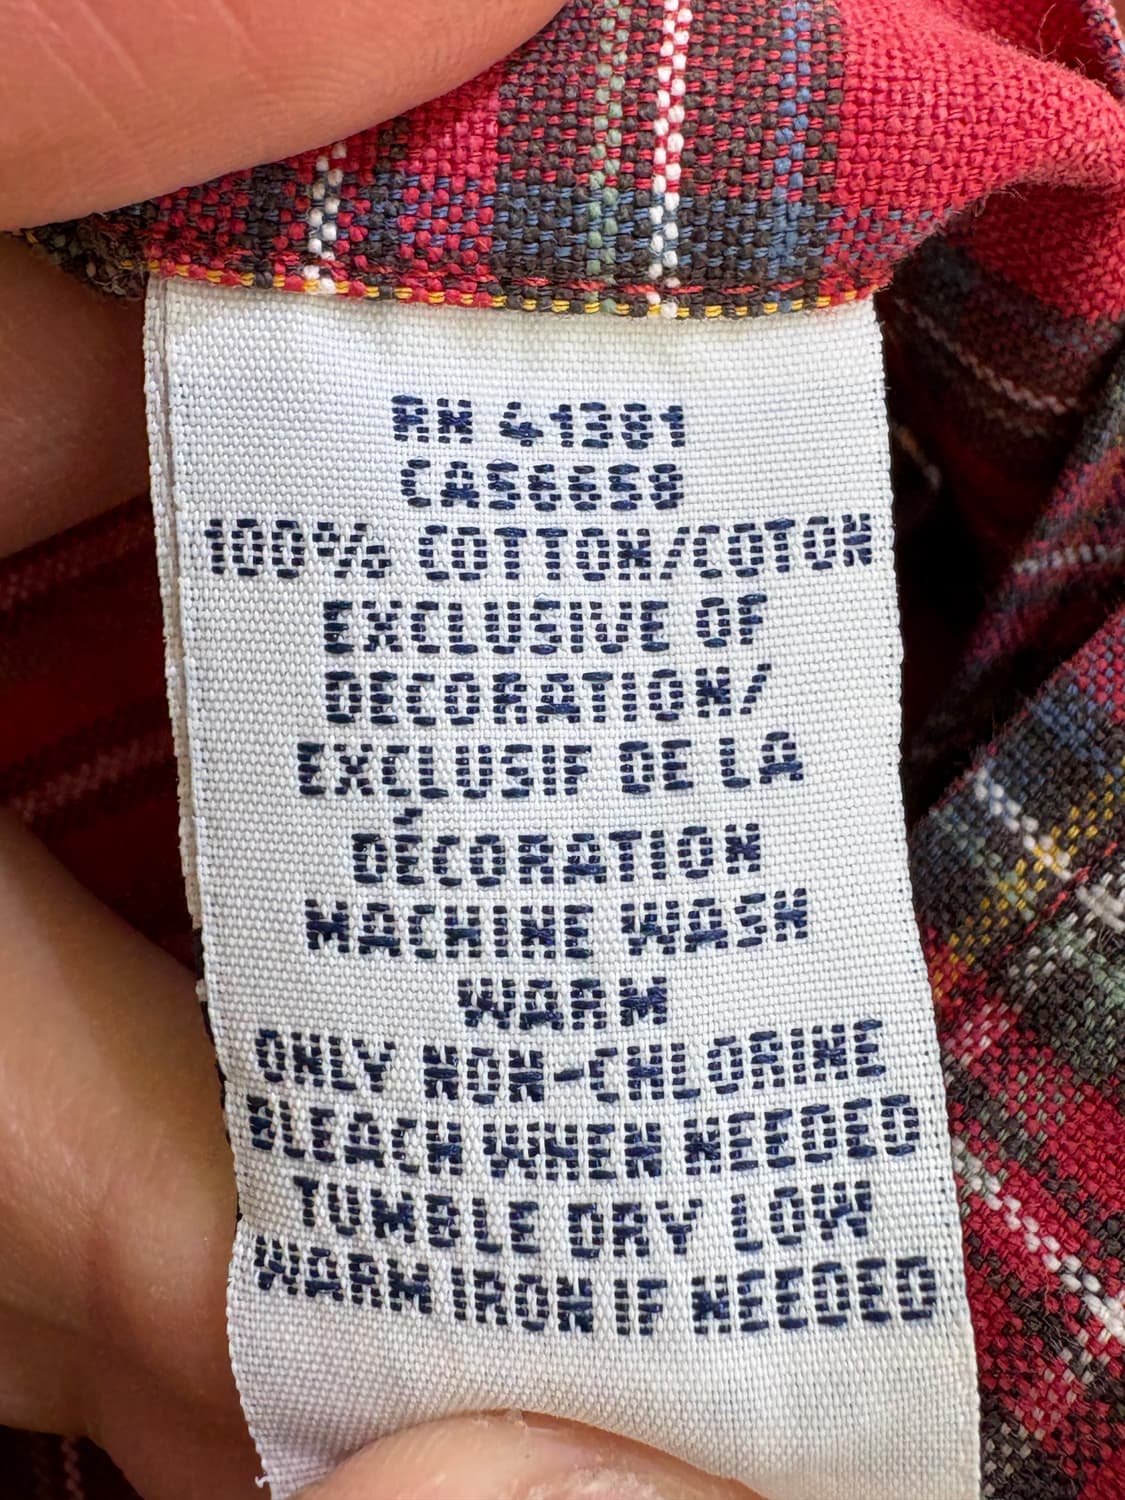 RN 41381
CA56650
100% COTTON/COTON
EXCLUSIVE OF
DECORATION/
EXCLUSIF DE LA
DÉCORATION
MACHINE WASH
WARM
ONLY NON-CHLORINE
BLEACH WHEN NEEDED
TUMBLE DRY LOW
WARM IRON IF NEEDED